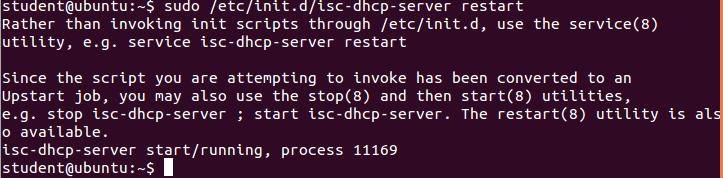 student@ubuntu:~$ sudo /etc/init.d/isc-dhcp-server restart
Rather than invoking init scripts through /etc/init.d, use the service(8)
utility, e.g. service isc-dhcp-server restart

Since the script you are attempting to invoke has been converted to an
Upstart job, you may also use the stop(8) and then start(8) utilities,
e.g. stop isc-dhcp-server ; start isc-dhcp-server. The restart(8) utility is als
o available.
isc-dhcp-server start/running, process 11169
student@ubuntu:~$